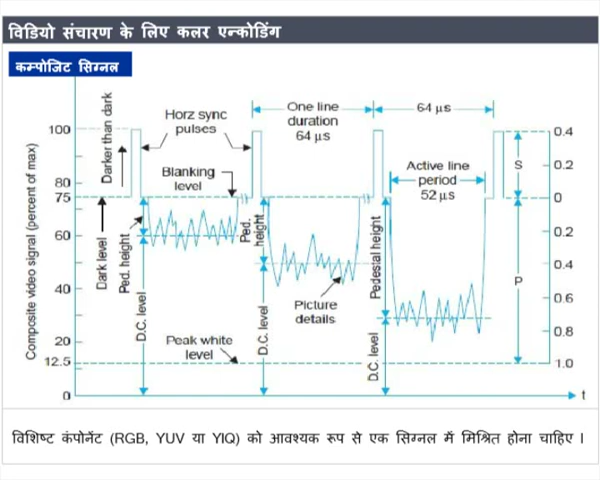 विडियो संचारण के लिए कलर एन्कोडिंग
कम्पोजिट सिग्नल
Composite video signal (percent of max)
100
80
75
60
40
20
12.5
0
Darker than dark
Dark level
Horz sync
pulses
Blanking
level
One line
duration
64 µs
64 µs
Active line
period
52 µs
Ped. height
D.C. level
Ped.
height
D.C. level
Pedestal height
D.C. level
Picture
details
Peak white
level
0.4
0.2
0
0.2
0.4
0.6
0.8
1.0
S
P
t
विशिष्ट कंपोनेंट (RGB, YUV या YIQ) को आवश्यक रूप से एक सिग्नल में मिश्रित होना चाहिए ।